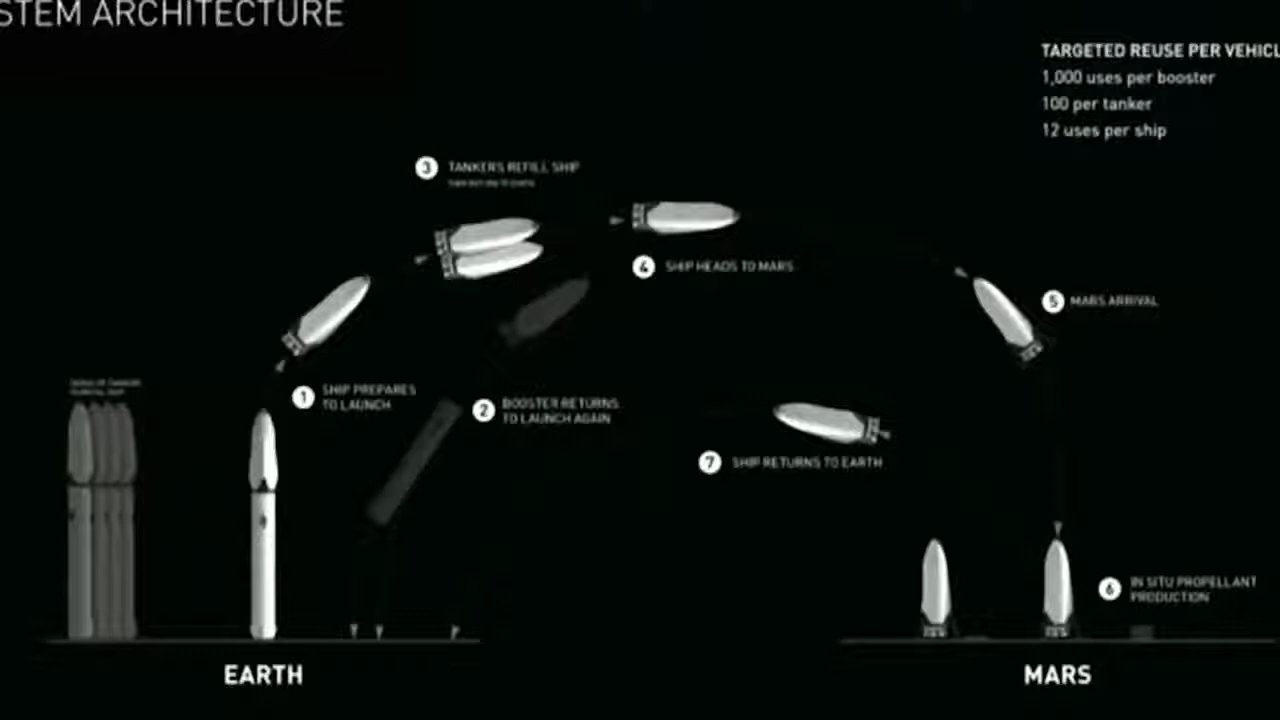 STEM ARCHITECTURE
TARGETED REUSE PER VEHICL
1,000 uses per booster
100 per tanker
12 uses per ship
3 TANKERS REFILL SHIP
4 SHIP HEADS TO MARS
5 MARS ARRIVAL
1 SHIP PREPARES
TO LAUNCH
2 BOOSTER RETURNS
TO LAUNCH AGAIN
7 SHIP RETURNS TO EARTH
6 IN SITU PROPELLANT
PRODUCTION
EARTH
MARS